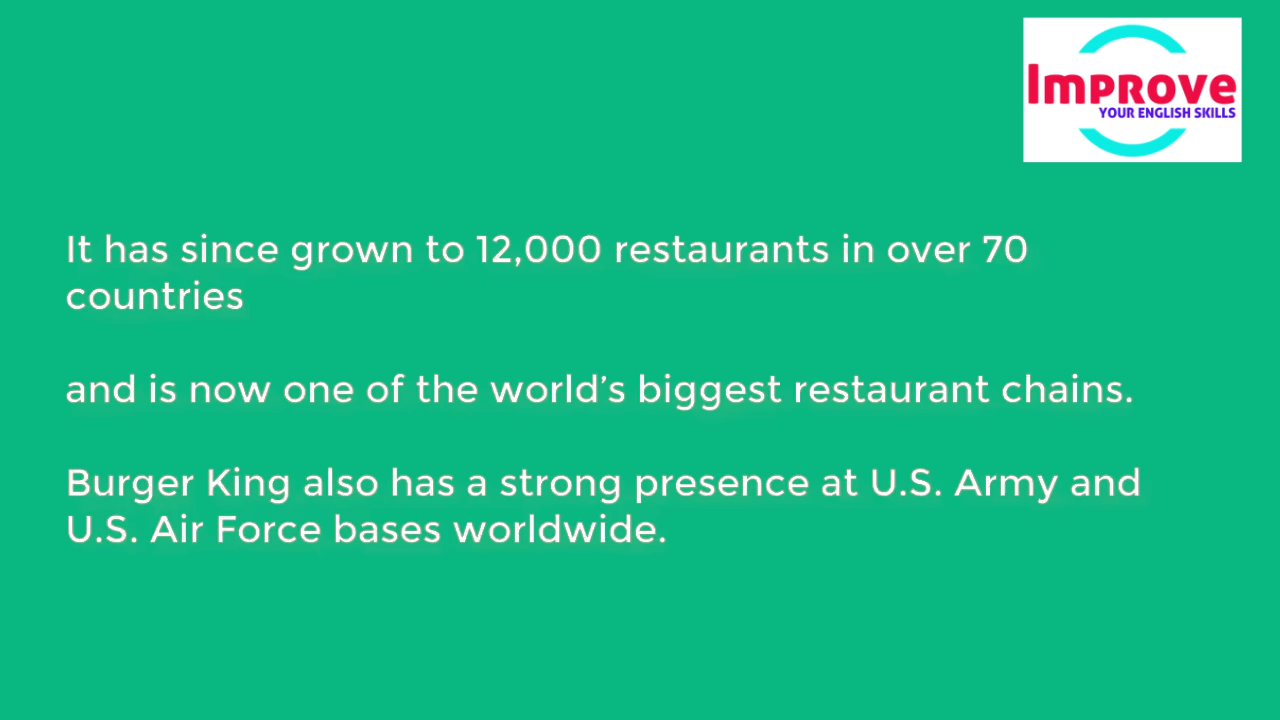 Improve
YOUR ENGLISH SKILLS
It has since grown to 12,000 restaurants in over 70
countries
and is now one of the world’s biggest restaurant chains.
Burger King also has a strong presence at U.S. Army and
U.S. Air Force bases worldwide.